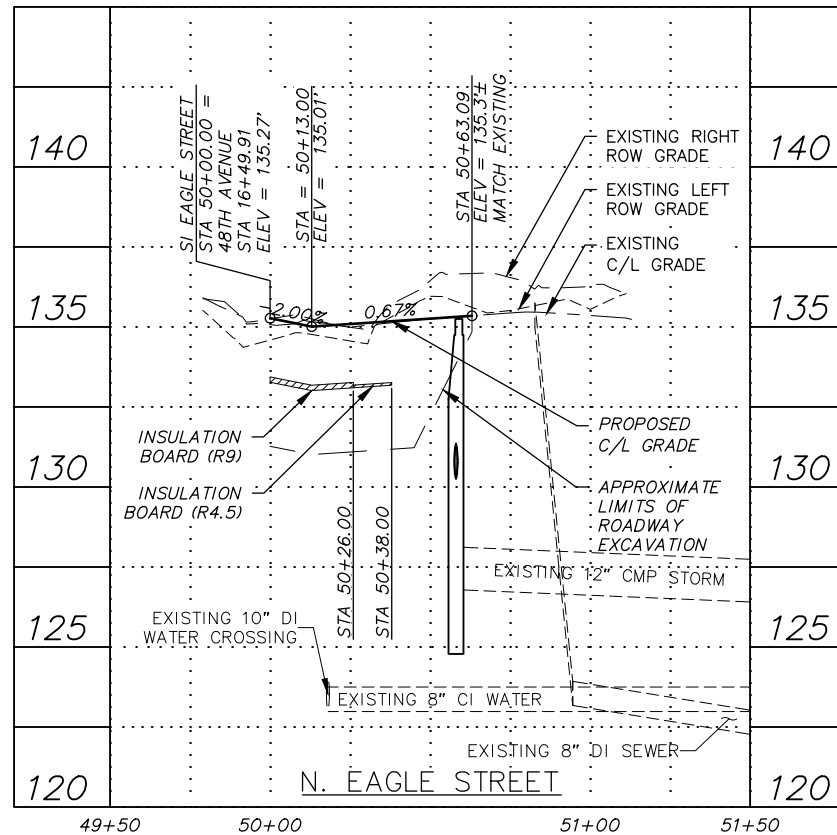 140
135
130
125
120
140
135
130
125
120
SI EAGLE STREET
STA 50+00.00 =
48TH AVENUE
STA 16+49.91
ELEV = 135.27'
STA = 50+13.00
ELEV = 135.01'
STA 50+63.09
ELEV = 135.3'±
MATCH EXISTING
EXISTING RIGHT
ROW GRADE
EXISTING LEFT
ROW GRADE
EXISTING
C/L GRADE
2.00%
0.67%
INSULATION
BOARD (R9)
INSULATION
BOARD (R4.5)
STA 50+26.00
STA 50+38.00
PROPOSED
C/L GRADE
APPROXIMATE
LIMITS OF
ROADWAY
EXCAVATION
EXISTING 12" CMP STORM
EXISTING 10" DI
WATER CROSSING
EXISTING 8" CI WATER
EXISTING 8" DI SEWER
N. EAGLE STREET
49+50
50+00
51+00
51+50